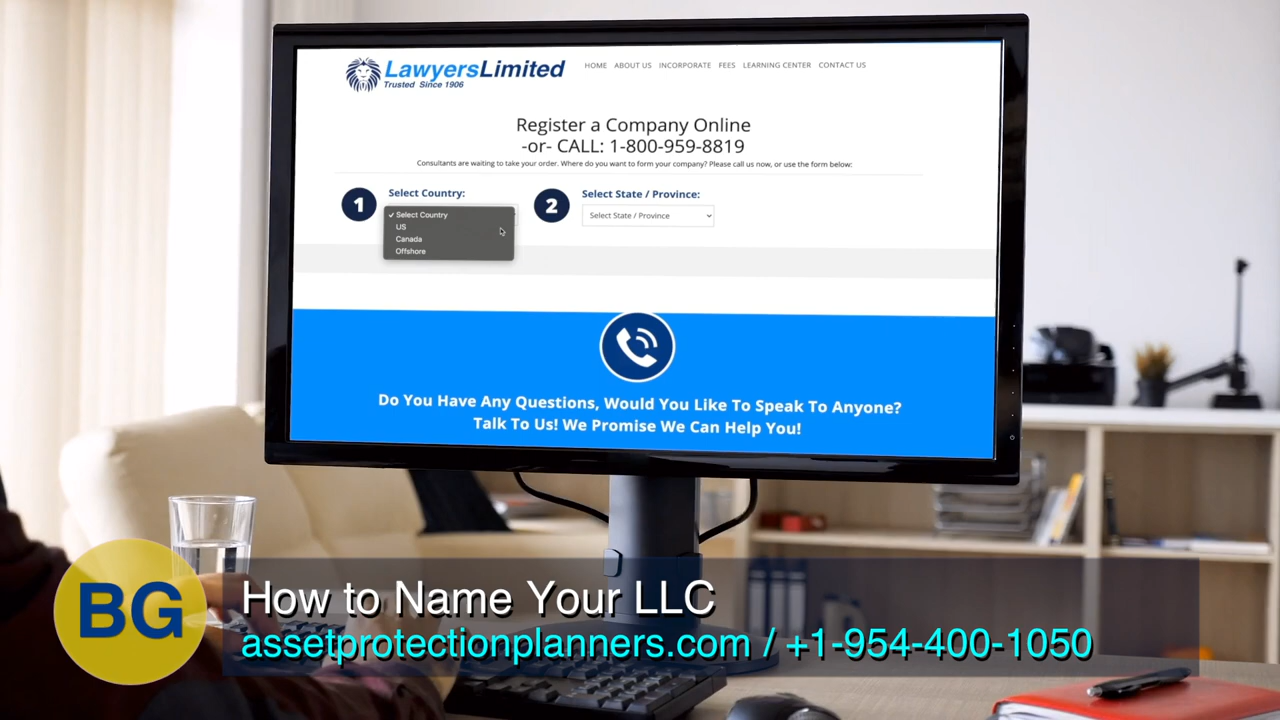 LawyersLimited
Trusted Since 1906
HOME ABOUT US INCORPORATE FEES LEARNING CENTER CONTACT US
Register a Company Online
-or- CALL: 1-800-959-8819
Consultants are waiting to take your order. Where do you want to form your company? Please call us now, or use the form below:
1 Select Country:
✓ Select Country
US
Canada
Offshore
2 Select State / Province:
Select State / Province
Do You Have Any Questions, Would You Like To Speak To Anyone?
Talk To Us! We Promise We Can Help You!
BG
How to Name Your LLC
assetprotectionplanners.com / +1-954-400-1050